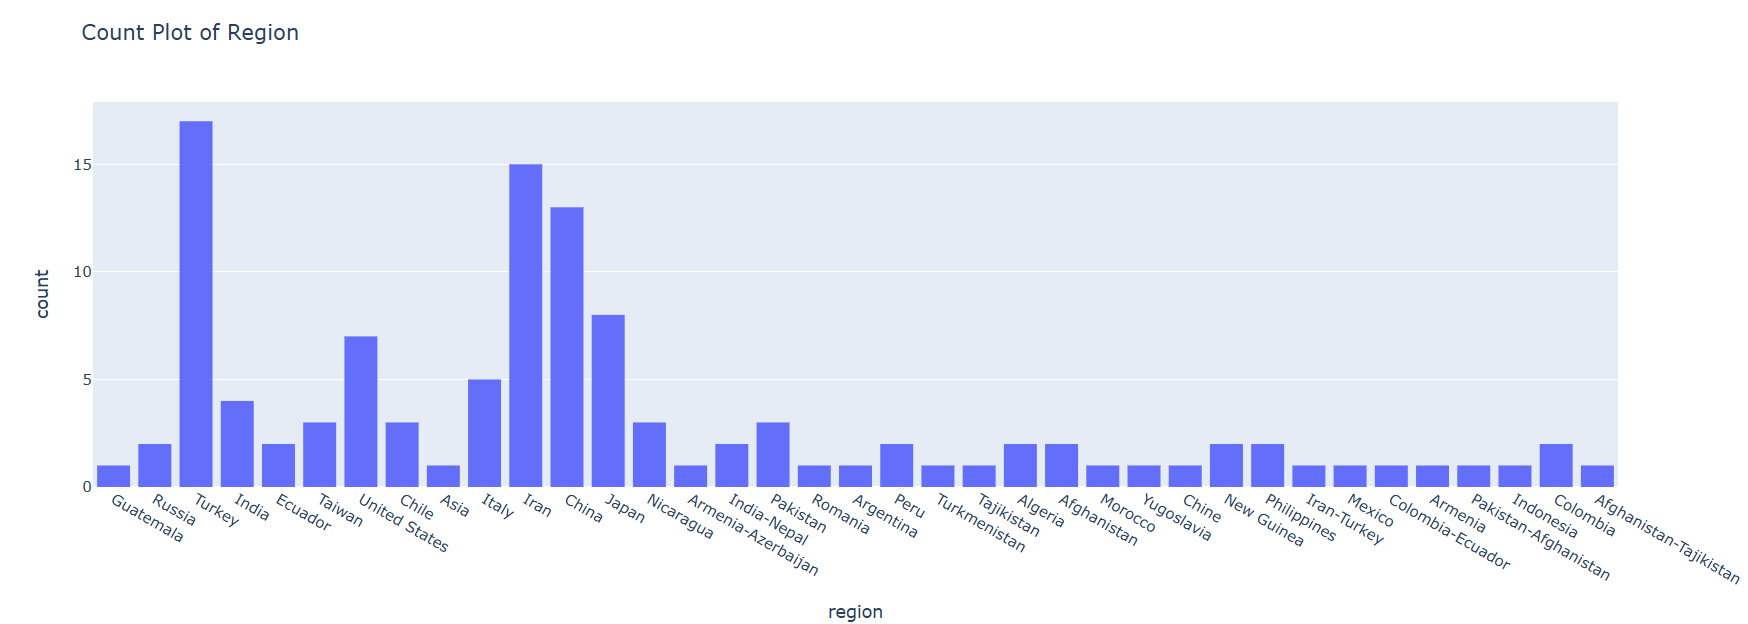 Count Plot of Region
count
15
10
5
0
Guatemala
Russia
Turkey
India
Ecuador
Taiwan
United States
Chile
Asia
Italy
Iran
China
Japan
Nicaragua
Armenia-Azerbaijan
India-Nepal
Pakistan
Romania
Argentina
Peru
Turkmenistan
Tajikistan
Algeria
Afghanistan
Morocco
Yugoslavia
Chine
New Guinea
Philippines
Iran-Turkey
Mexico
Colombia-Ecuador
Armenia
Pakistan-Afghanistan
Indonesia
Colombia
Afghanistan-Tajikistan
region